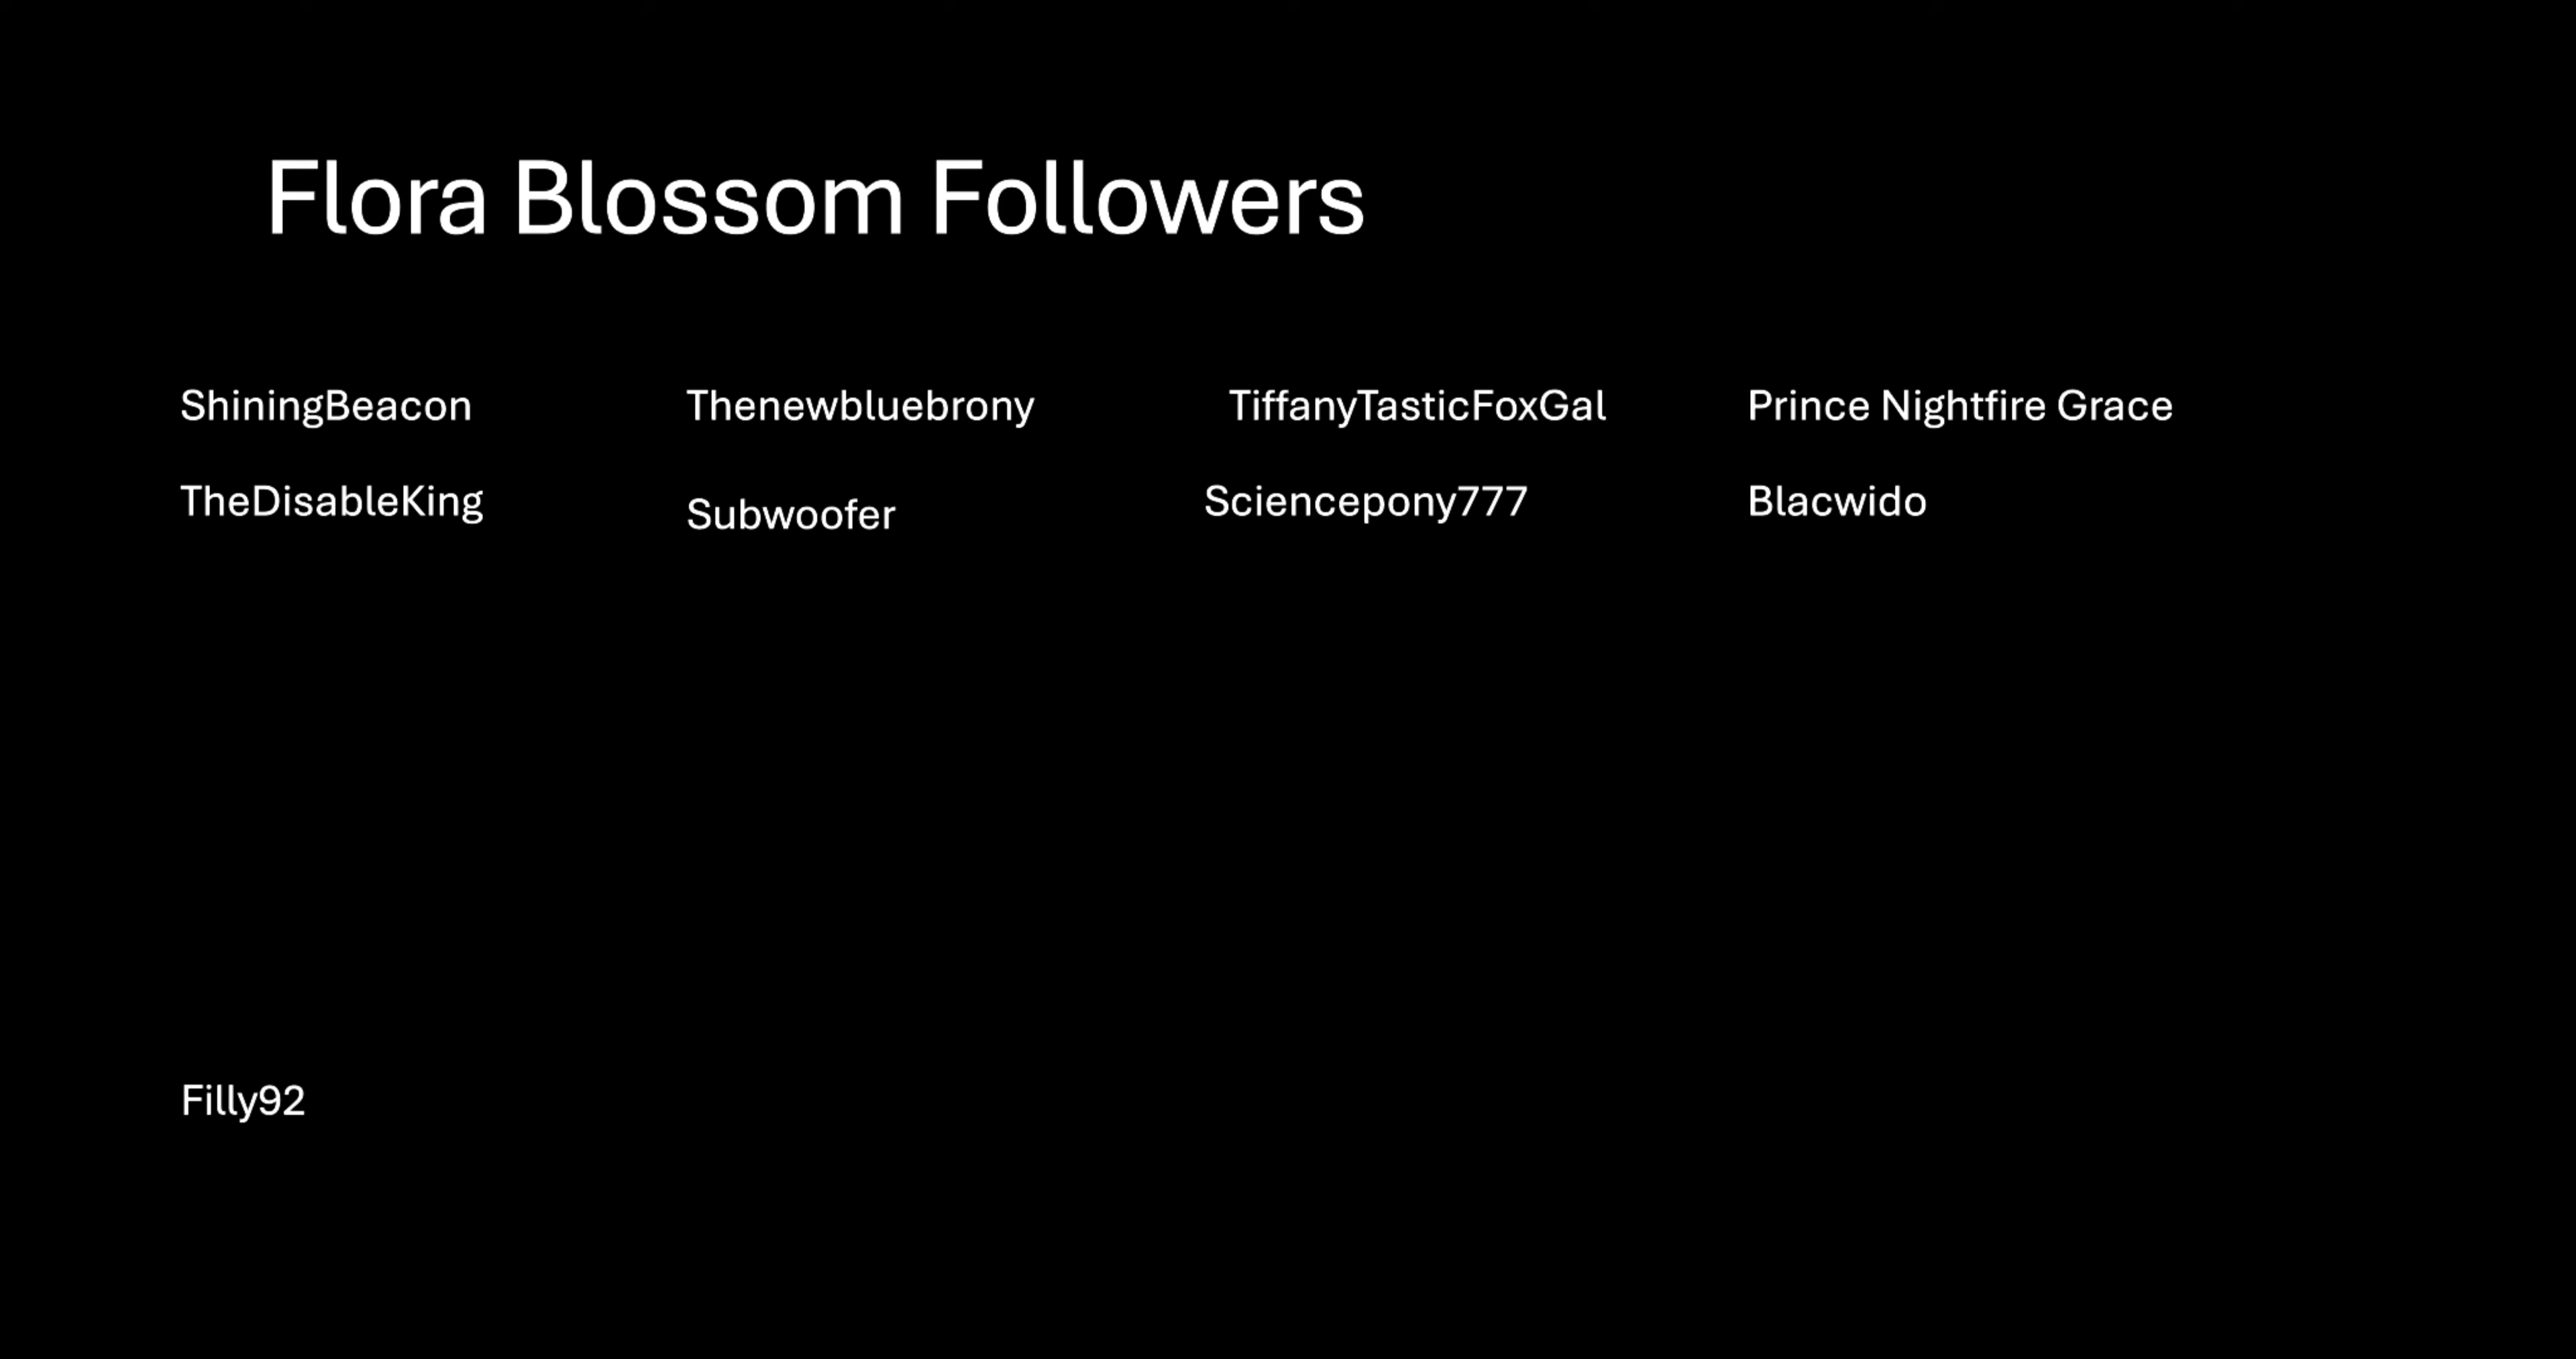 Flora Blossom Followers
ShiningBeacon Thenewbluebrony TiffanyTasticFoxGal Prince Nightfire Grace
TheDisableKing Subwoofer Sciencepony777 Blacwido
Filly92